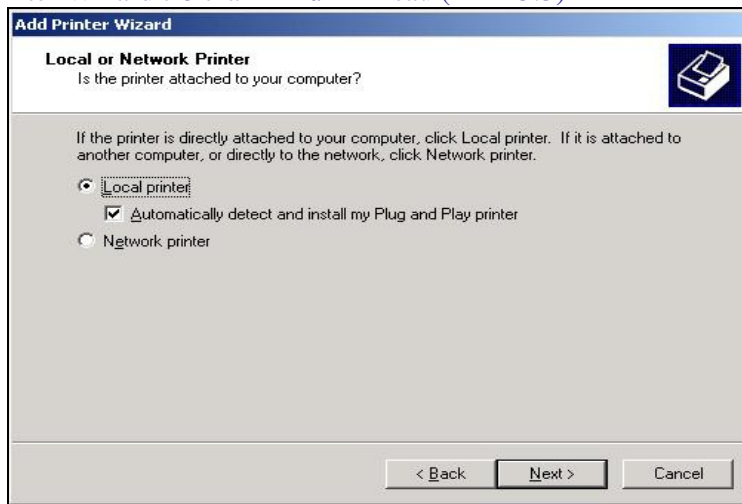 Add Printer Wizard
Local or Network Printer
Is the printer attached to your computer?
If the printer is directly attached to your computer, click Local printer. If it is attached to
another computer, or directly to the network, click Network printer.
Local printer
Automatically detect and install my Plug and Play printer
Network printer
< Back Next > Cancel